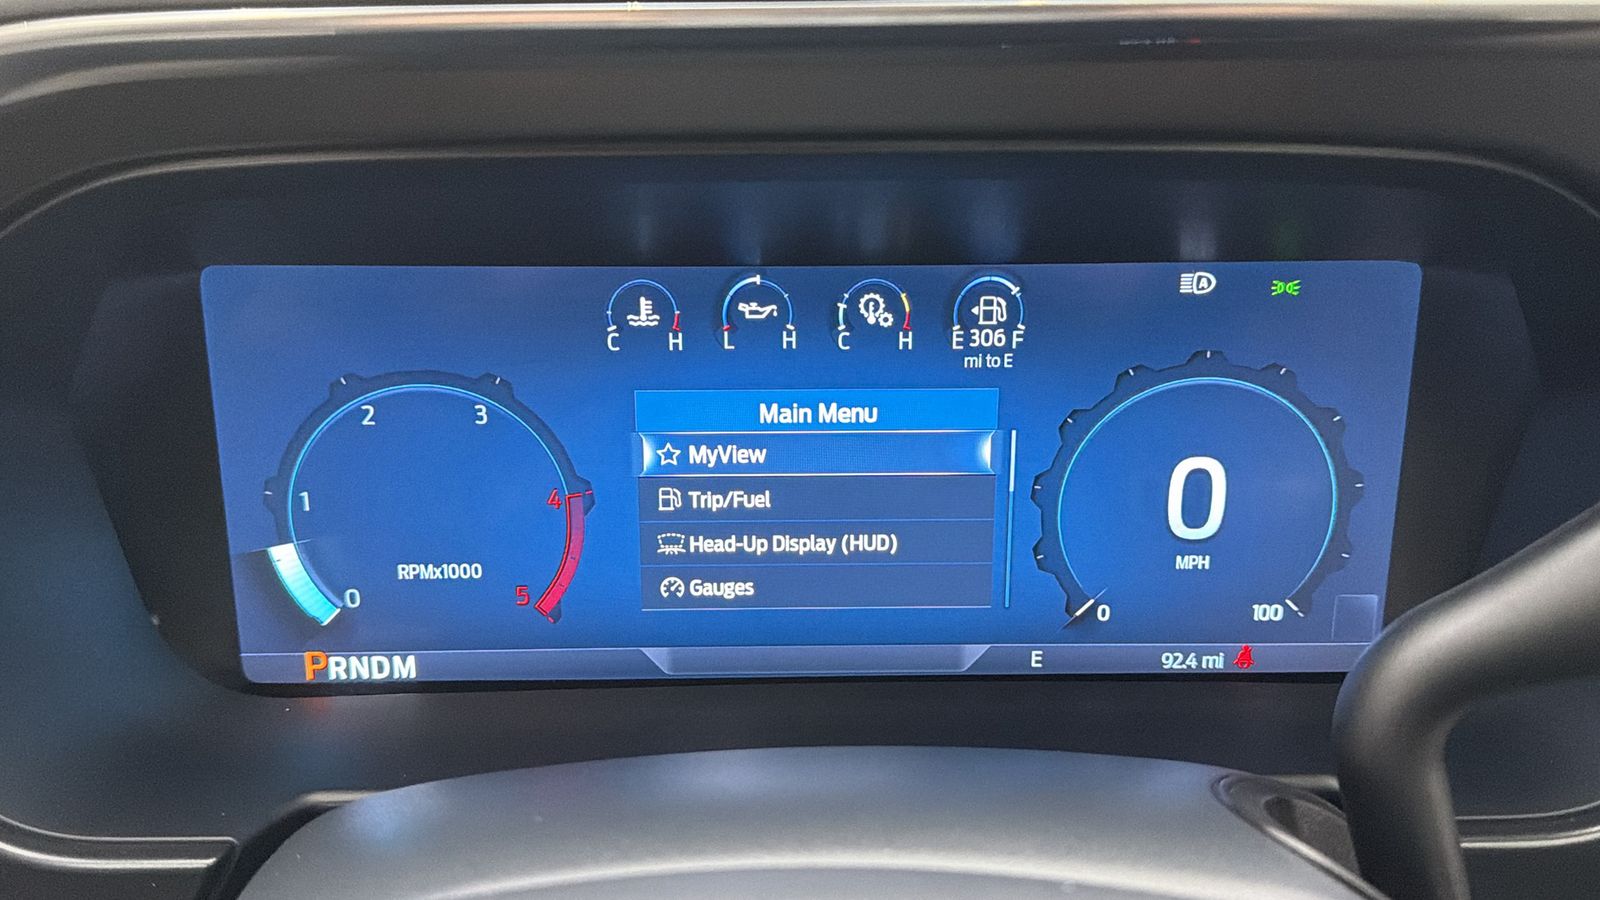 A
C H
L H
C H
E 306 F
mi to E
2 3
1 4
0 5
RPMx1000
Main Menu
MyView
Trip/Fuel
Head-Up Display (HUD)
Gauges
0
MPH
0 100
PRNDM
E
92.4 mi